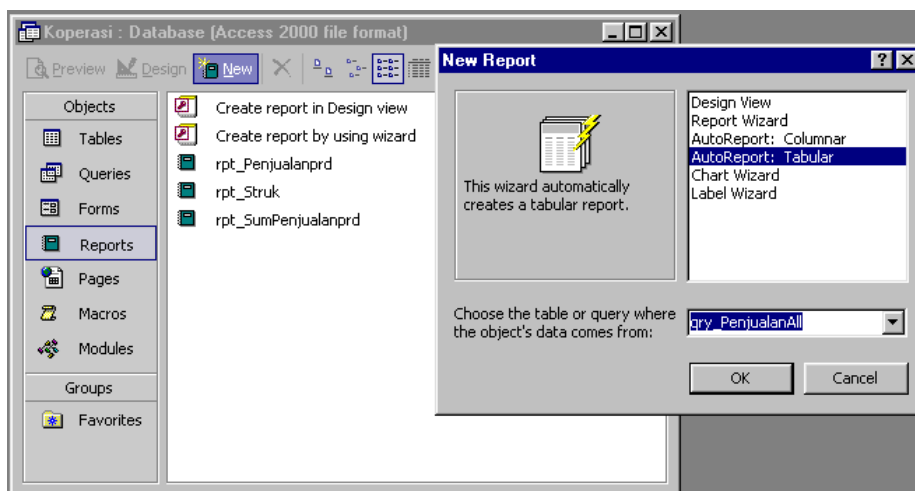 Koperasi : Database (Access 2000 file format)
Preview Design New
Objects
Tables
Queries
Forms
Reports
Pages
Macros
Modules
Groups
Favorites
Create report in Design view
Create report by using wizard
rpt_Penjualanprd
rpt_Struk
rpt_SumPenjualanprd
New Report
This wizard automatically
creates a tabular report.
Design View
Report Wizard
AutoReport: Columnar
AutoReport: Tabular
Chart Wizard
Label Wizard
Choose the table or query where
the object's data comes from:
qry_PenjualanAll
OK Cancel